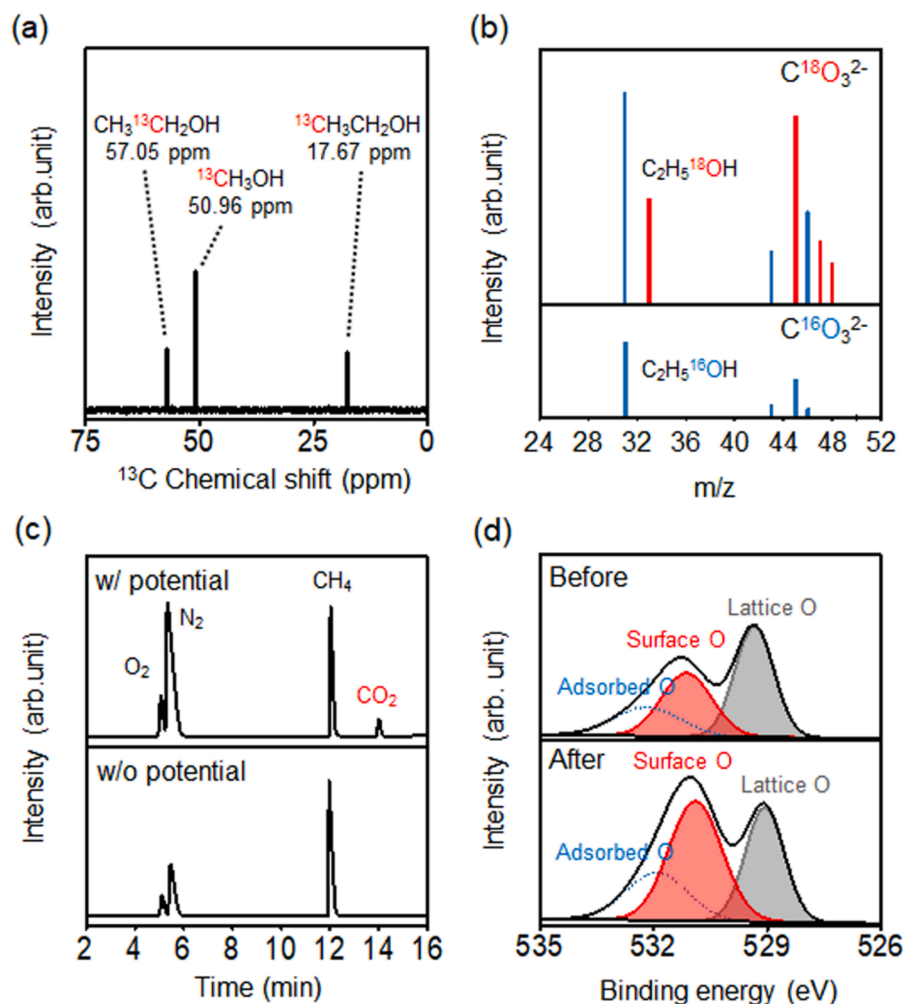 (a)
Intensity (arb.unit)
CH₃¹³CH₂OH
57.05 ppm
¹³CH₃OH
50.96 ppm
¹³CH₃CH₂OH
17.67 ppm
75 50 25 0
¹³C Chemical shift (ppm)
(b)
Intensity (arb.unit)
C¹⁸O₃²⁻
C₂H₅¹⁸OH
C¹⁶O₃²⁻
C₂H₅¹⁶OH
24 28 32 36 40 44 48 52
m/z
(c)
Intensity (arb.unit)
w/ potential
O₂
N₂
CH₄
CO₂
w/o potential
2 4 6 8 10 12 14 16
Time (min)
(d)
Intensity (arb. unit)
Before
Lattice O
Surface O
Adsorbed O
After
Surface O
Lattice O
Adsorbed O
535 532 529 526
Binding energy (eV)